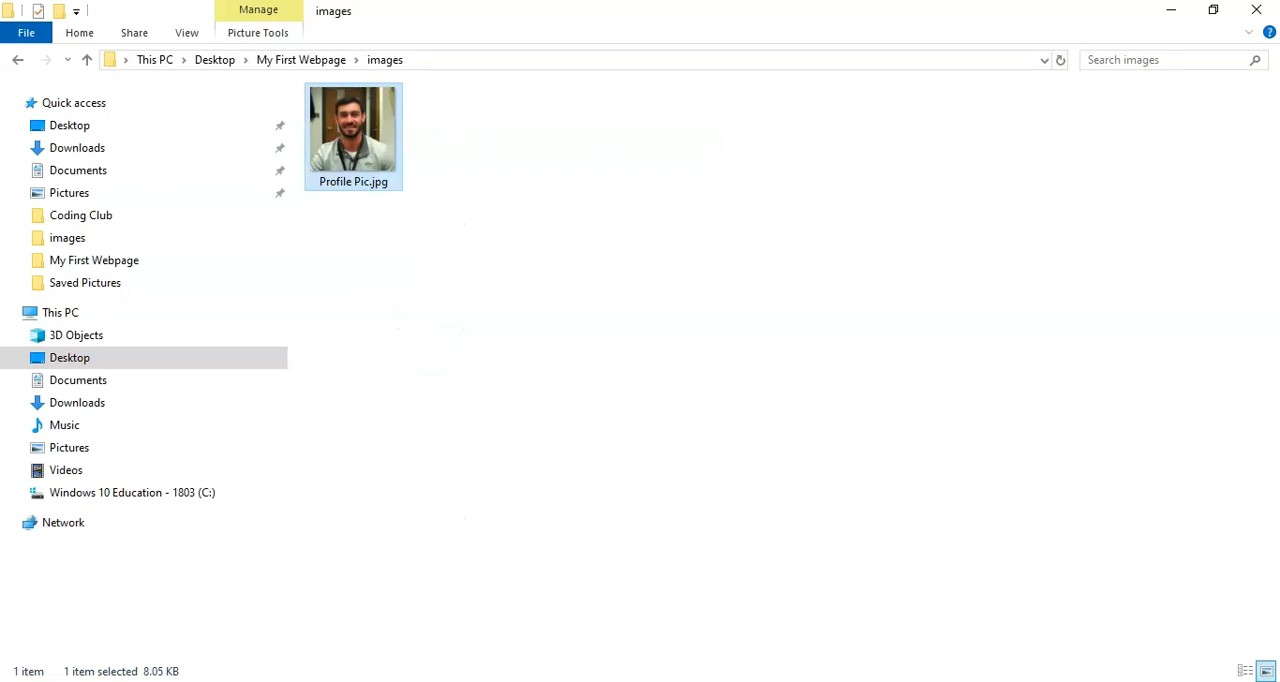 Manage
images
File
Home
Share
View
Picture Tools
This PC
Desktop
My First Webpage
images
Search images
Quick access
Desktop
Downloads
Documents
Pictures
Coding Club
images
My First Webpage
Saved Pictures
This PC
3D Objects
Desktop
Documents
Downloads
Music
Pictures
Videos
Windows 10 Education - 1803 (C:)
Network
Profile Pic.jpg
1 item
1 item selected 8.05 KB